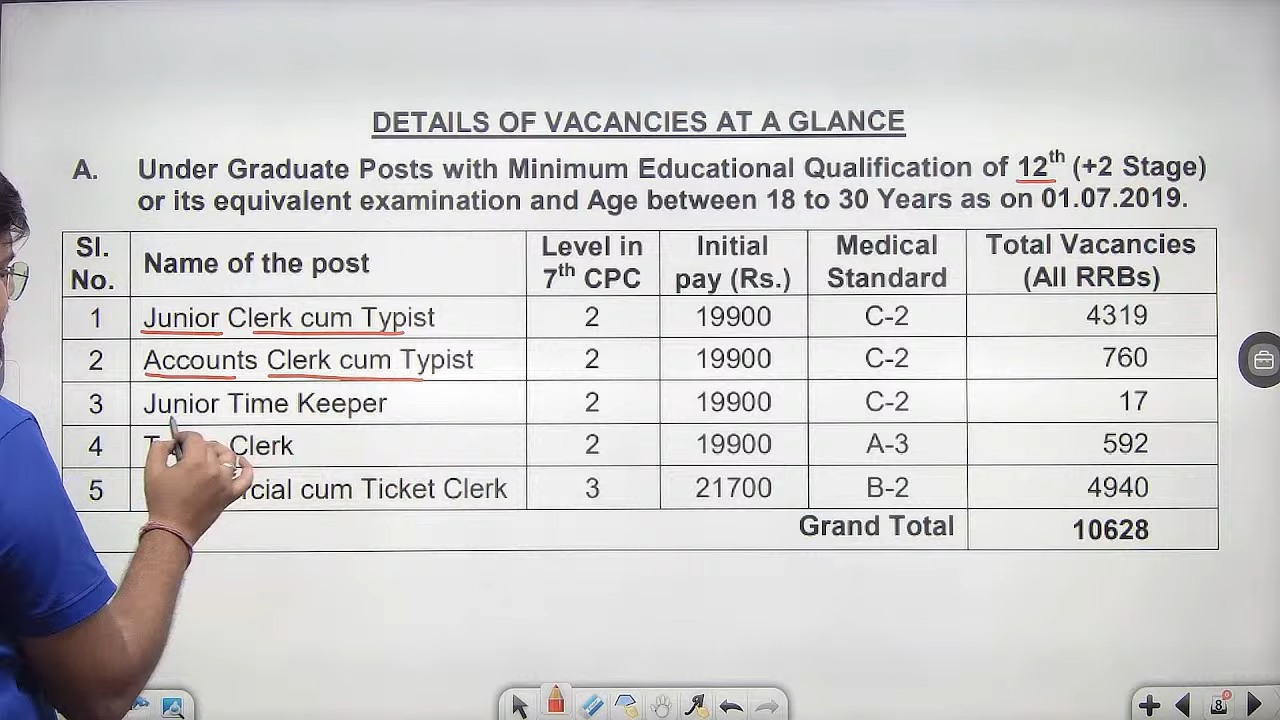 DETAILS OF VACANCIES AT A GLANCE
A. Under Graduate Posts with Minimum Educational Qualification of 12th (+2 Stage)
or its equivalent examination and Age between 18 to 30 Years as on 01.07.2019.
Sl. No. Name of the post Level in 7th CPC Initial pay (Rs.) Medical Standard Total Vacancies (All RRBs)
1 Junior Clerk cum Typist 2 19900 C-2 4319
2 Accounts Clerk cum Typist 2 19900 C-2 760
3 Junior Time Keeper 2 19900 C-2 17
4 Clerk 2 19900 A-3 592
5 cum Ticket Clerk 3 21700 B-2 4940
Grand Total 10628
8